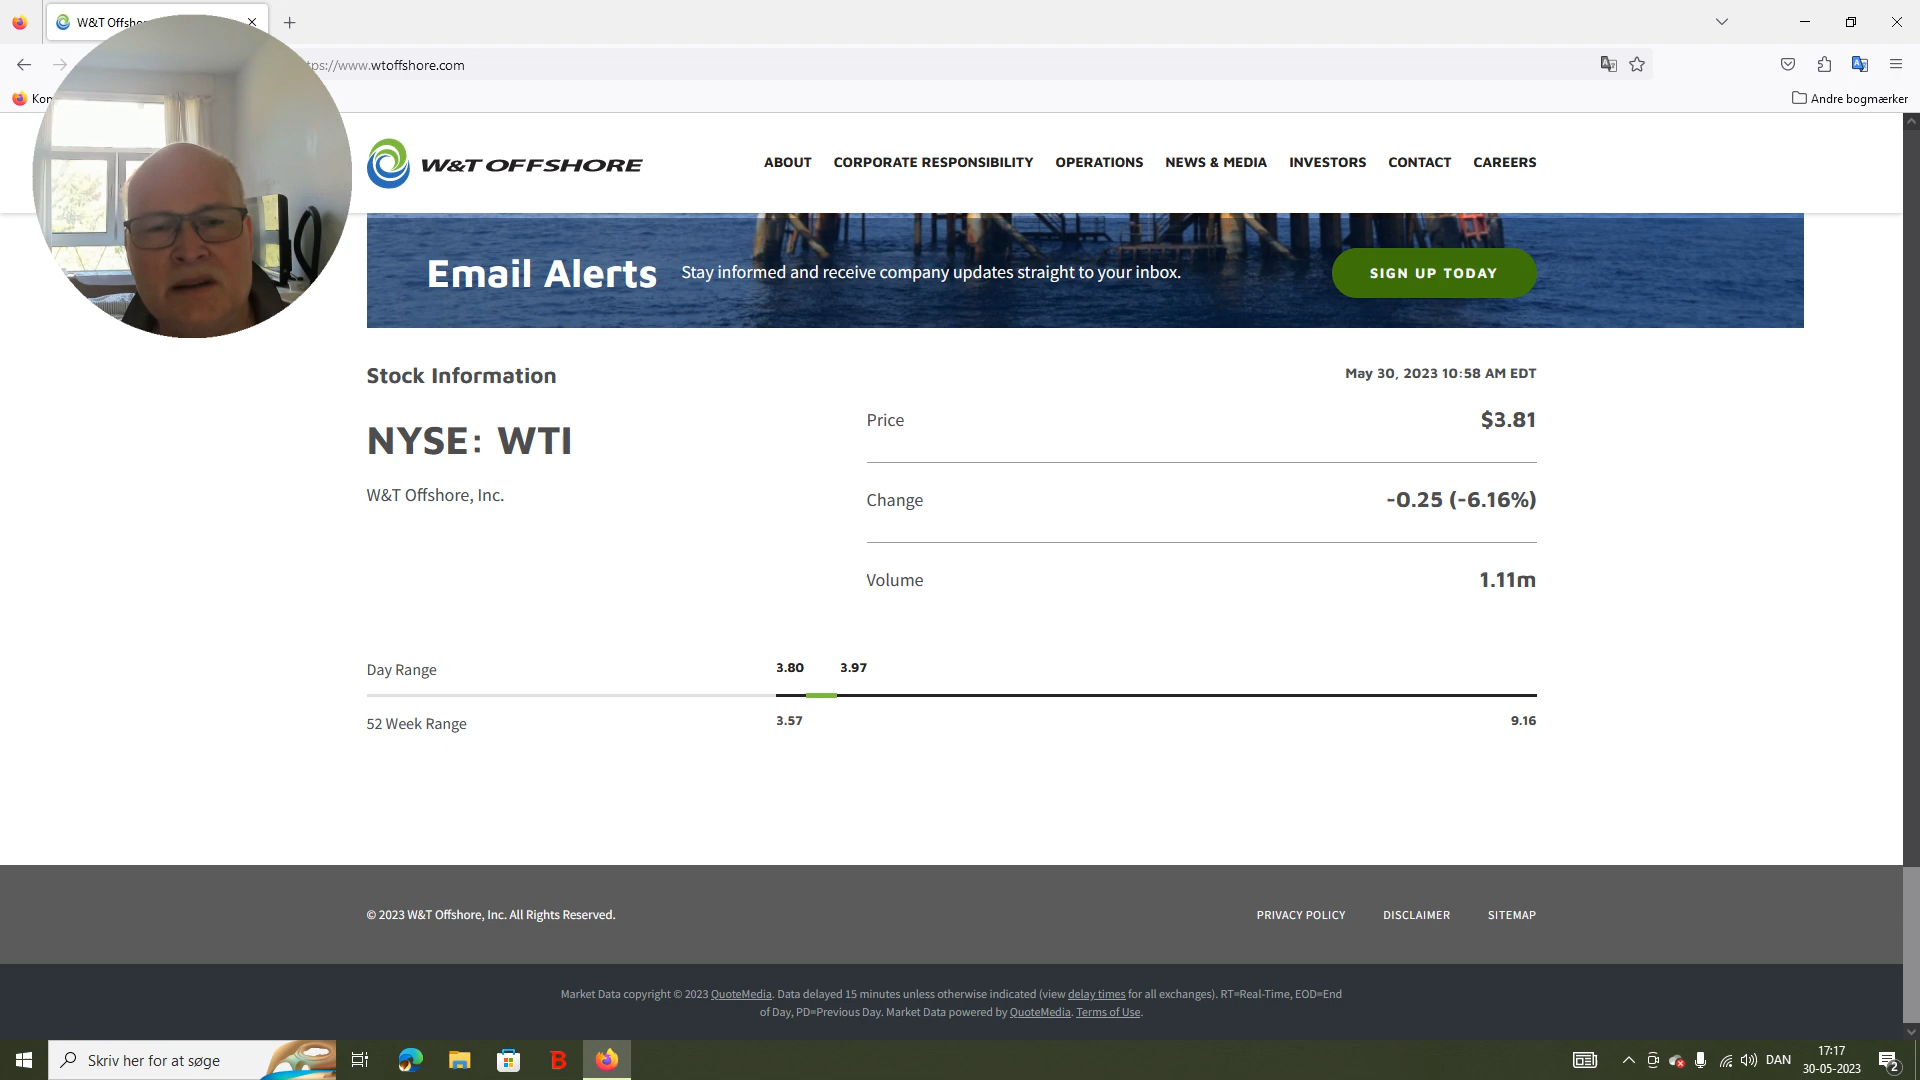 W&T Offsho
ps://www.wtoffshore.com
Kon
Andre bogmærker
W&T OFFSHORE
ABOUT CORPORATE RESPONSIBILITY OPERATIONS NEWS & MEDIA INVESTORS CONTACT CAREERS
Email Alerts Stay informed and receive company updates straight to your inbox. SIGN UP TODAY
Stock Information
May 30, 2023 10:58 AM EDT
NYSE: WTI
W&T Offshore, Inc.
Price $3.81
Change -0.25 (-6.16%)
Volume 1.11m
Day Range 3.80 3.97
52 Week Range 3.57 9.16
© 2023 W&T Offshore, Inc. All Rights Reserved. PRIVACY POLICY DISCLAIMER SITEMAP
Market Data copyright © 2023 QuoteMedia. Data delayed 15 minutes unless otherwise indicated (view delay times for all exchanges). RT=Real-Time, EOD=End
of Day, PD=Previous Day. Market Data powered by QuoteMedia. Terms of Use.
Skriv her for at søge
DAN
17:17
30-05-2023
2